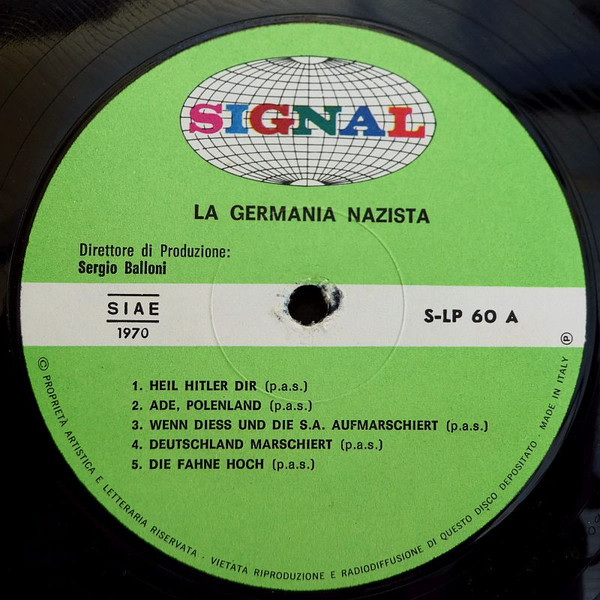 SIGNAL
LA GERMANIA NAZISTA
Direttore di Produzione:
Sergio Balloni
SIAE
1970
S-LP 60 A
℗
1. HEIL HITLER DIR (p.a.s.)
2. ADE, POLENLAND (p.a.s.)
3. WENN DIESS UND DIE S.A. AUFMARSCHIERT (p.a.s.)
4. DEUTSCHLAND MARSCHIERT (p.a.s.)
5. DIE FAHNE HOCH (p.a.s.)
© PROPRIETÀ ARTISTICA E LETTERARIA RISERVATA - VIETATA RIPRODUZIONE E RADIODIFFUSIONE DI QUESTO DISCO DEPOSITATO - MADE IN ITALY